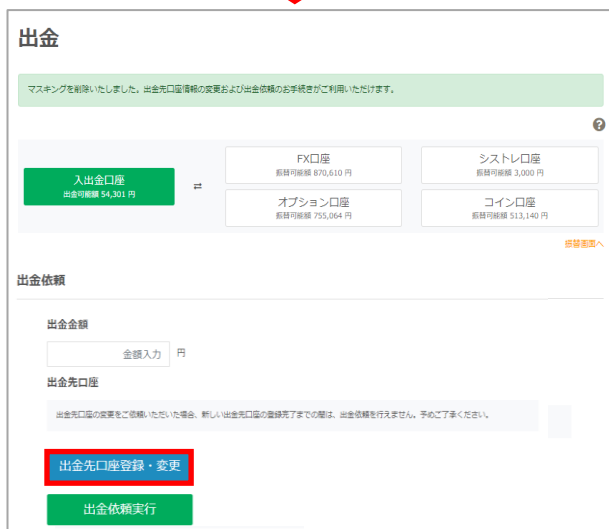 出金
マスキングを削除いたしました。出金先口座情報の変更および出金依頼のお手続きがご利用いただけます。
?
入出金口座
出金可能額 54,301 円
⇄
FX口座
振替可能額 870,610 円
シストレ口座
振替可能額 3,000 円
オプション口座
振替可能額 755,064 円
コイン口座
振替可能額 513,140 円
振替画面へ
出金依頼
出金金額
金額入力 円
出金先口座
出金先口座の変更をご依頼いただいた場合、新しい出金先口座の登録完了までの間は、出金依頼を行えません。予めご了承ください。
出金先口座登録・変更
出金依頼実行